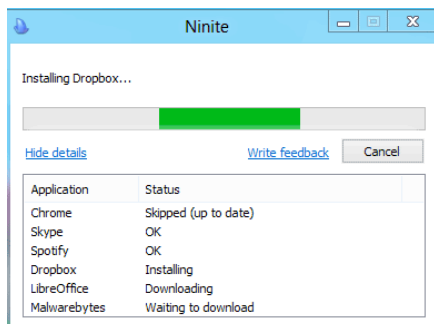 Ninite
Installing Dropbox...
Hide details Write feedback Cancel
Application Status
Chrome Skipped (up to date)
Skype OK
Spotify OK
Dropbox Installing
LibreOffice Downloading
Malwarebytes Waiting to download